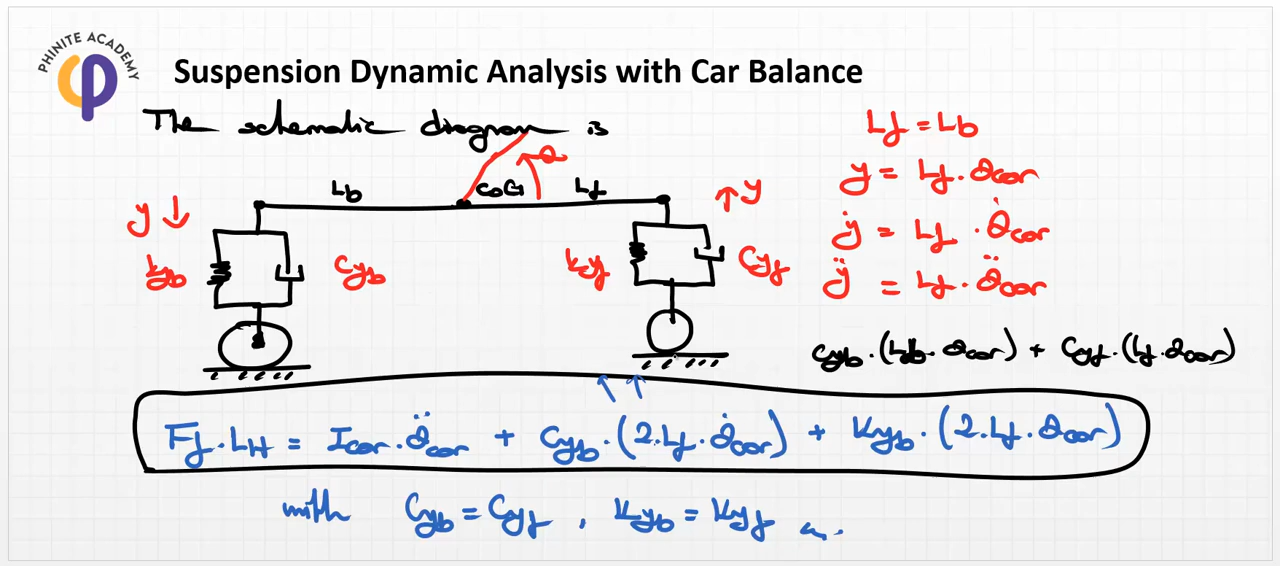 PHINITE ACADEMY
Suspension Dynamic Analysis with Car Balance
The schematic diagram is
Lf = Lb
y = Lf . θcar
ẏ = Lf . θ̇car
ÿ = Lf . θ̈car
Lb CoG Lf
θ
y ↓ ↑ y
kyb Cyb kyf Cyf
Cyb . (Lb . θcar) + Cyf . (Lf . θcar)
Ff . LH = Icar . θ̈car + Cyb . (2 . Lf . θ̇car) + Kyb . (2 . Lf . θcar)
with Cyb = Cyf , Kyb = Kyf